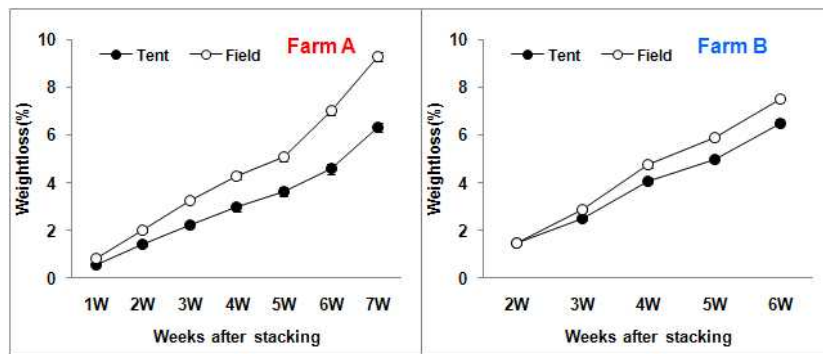 Farm A
Tent
Field
Weightloss(%)
10
8
6
4
2
0
1W 2W 3W 4W 5W 6W 7W
Weeks after stacking
Farm B
Tent
Field
Weightloss(%)
10
8
6
4
2
0
2W 3W 4W 5W 6W
Weeks after stacking